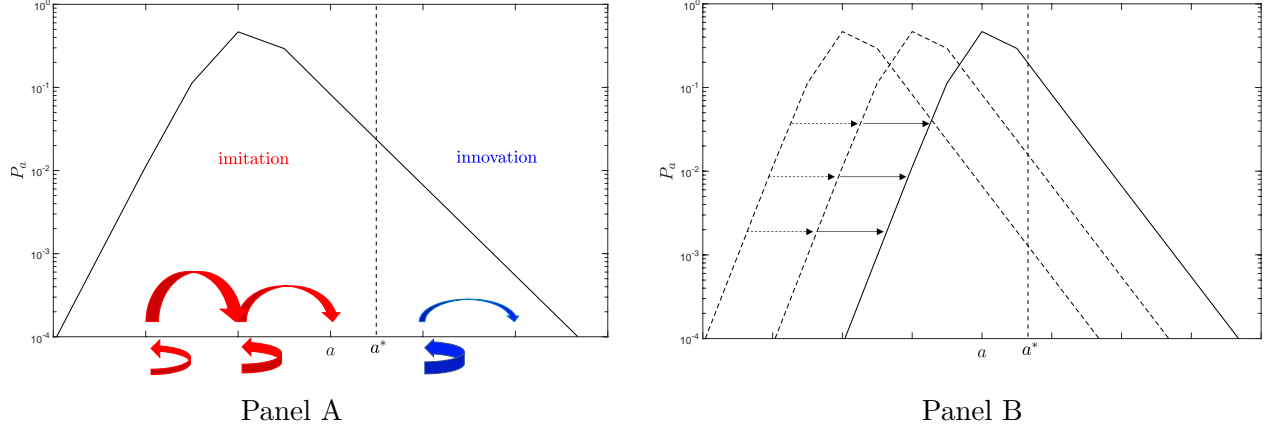 10^0
10^-1
10^-2
10^-3
10^-4
P_a
imitation
innovation
a
a*
Panel A
10^0
10^-1
10^-2
10^-3
10^-4
P_a
a
a*
Panel B